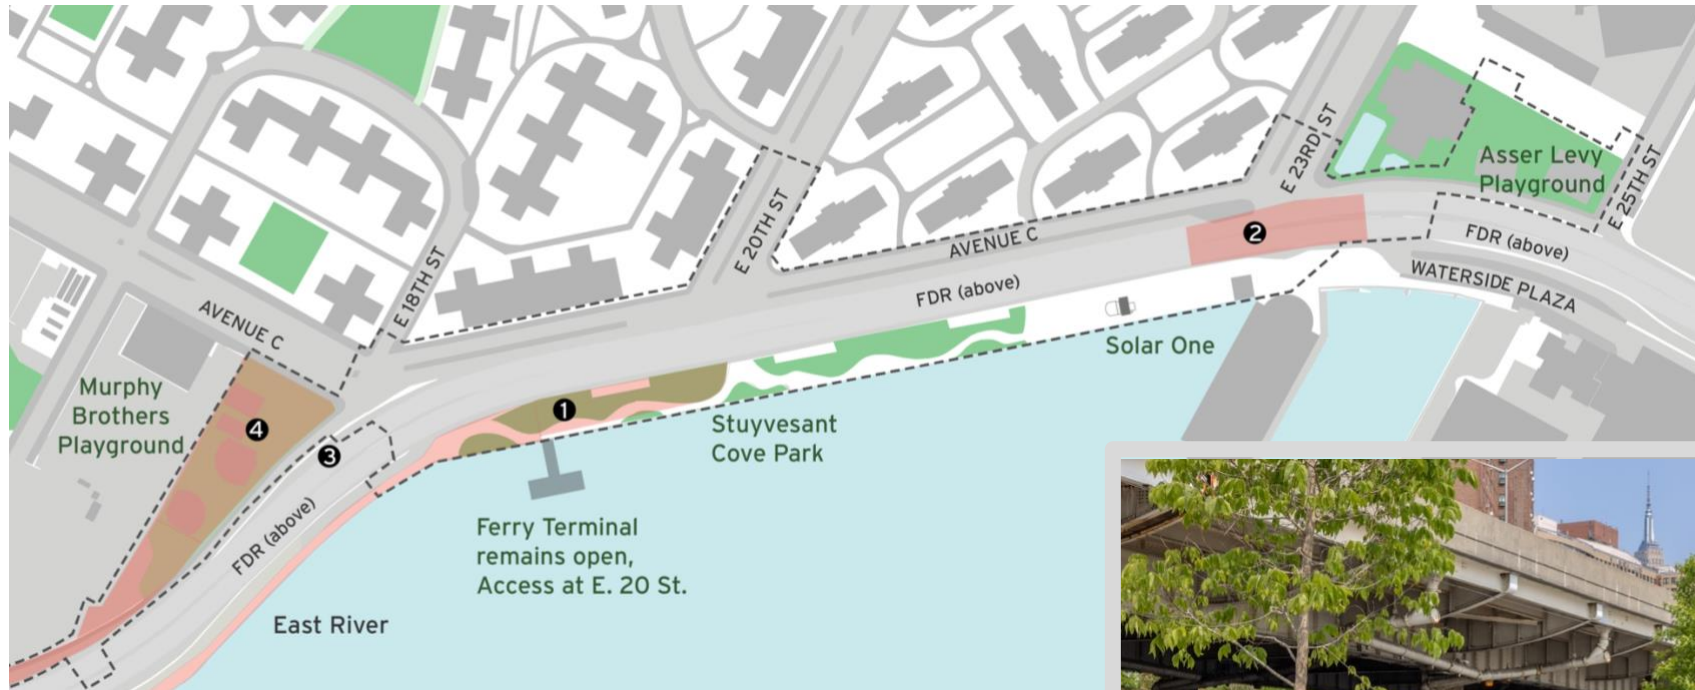 Asser Levy
Playground
E 23RD ST
E 25TH ST
E 20TH ST
AVENUE C
2
FDR (above)
FDR (above)
WATERSIDE PLAZA
E 18TH ST
AVENUE C
Solar One
Murphy
Brothers
Playground
4
3
1
Stuyvesant
Cove Park
FDR (above)
Ferry Terminal
remains open,
Access at E. 20 St.
East River